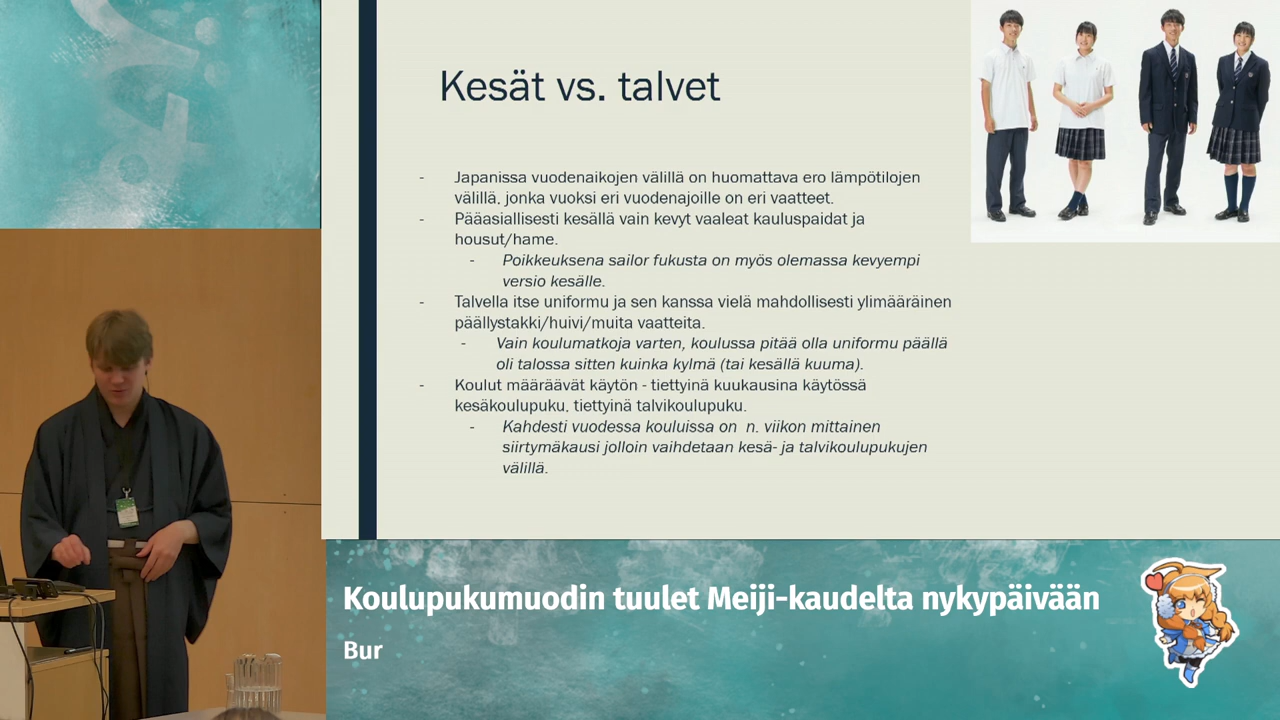 Kesät vs. talvet
- Japanissa vuodenaikojen välillä on huomattava ero lämpötilojen
välillä, jonka vuoksi eri vuodenajoille on eri vaatteet.
- Pääasiallisesti kesällä vain kevyt vaaleat kauluspaidat ja
housut/hame.
- Poikkeuksena sailor fukusta on myös olemassa kevyempi
versio kesälle.
- Talvella itse uniformu ja sen kanssa vielä mahdollisesti ylimääräinen
päällystakki/huivi/muita vaatteita.
- Vain koulumatkoja varten, koulussa pitää olla uniformu päällä
oli talossa sitten kuinka kylmä (tai kesällä kuuma).
- Koulut määräävät käytön - tiettyinä kuukausina käytössä
kesäkoulupuku, tiettyinä talvikoulupuku.
- Kahdesti vuodessa kouluissa on n. viikon mittainen
siirtymäkausi jolloin vaihdetaan kesä- ja talvikoulupukujen
välillä.
Koulupukumuodin tuulet Meiji-kaudelta nykypäivään
Bur